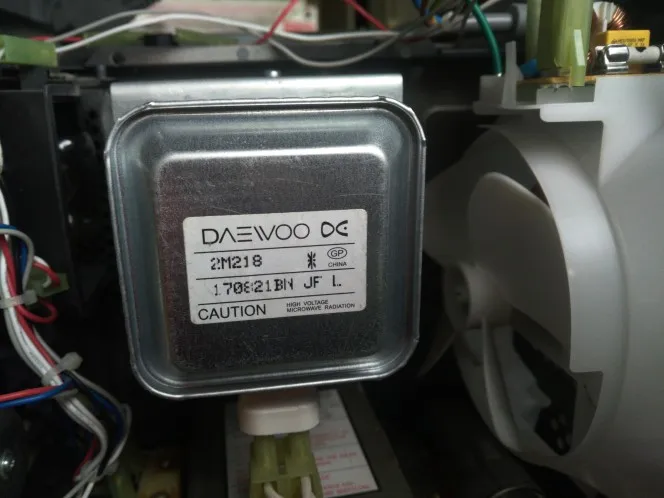 DAEWOO
2M218 GP
CHINA
170821BN JF L
CAUTION HIGH VOLTAGE
MICROWAVE RADIATION